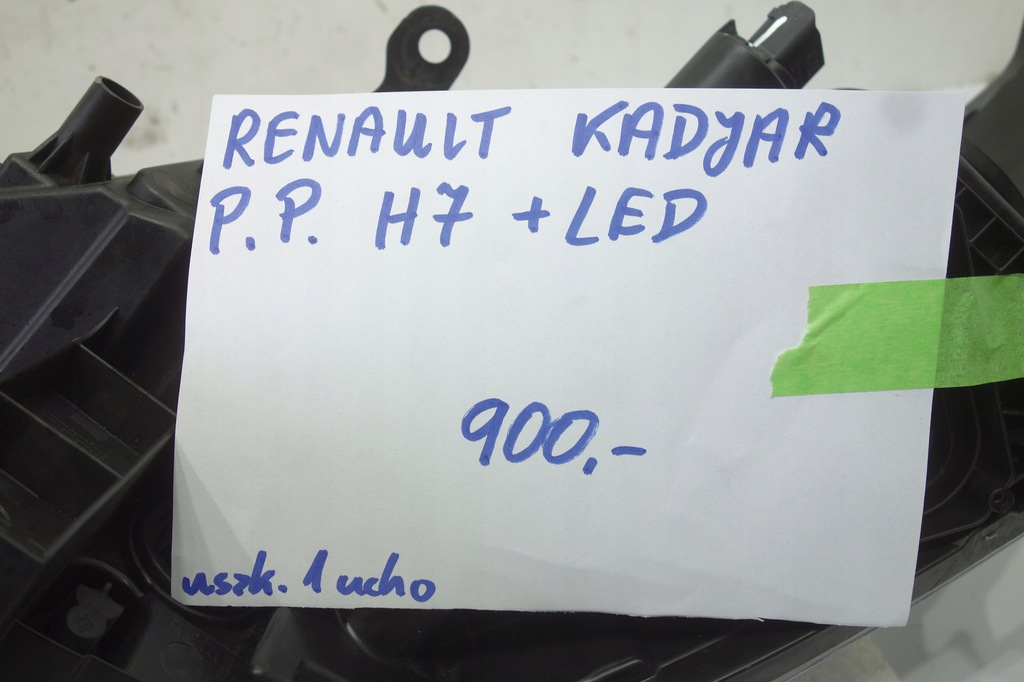 RENAULT KADJAR
P.P. H7 + LED
900,-
uszk. 1 ucho